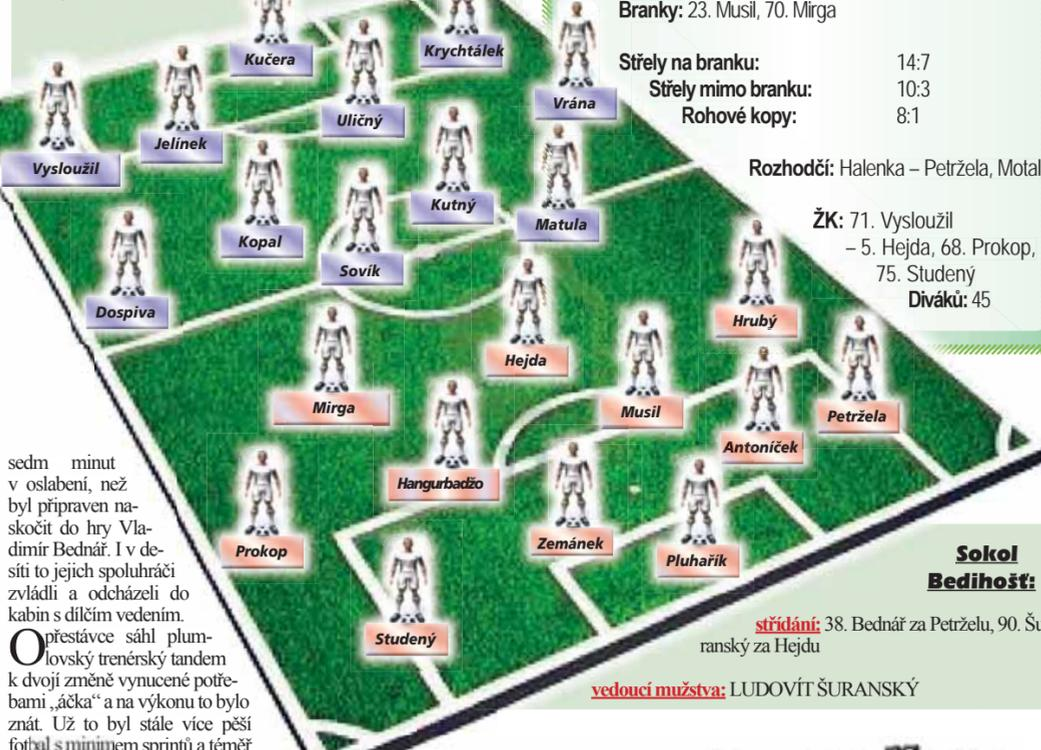 Branky: 23. Musil, 70. Mirga
Střely na branku: 14:7
Střely mimo branku: 10:3
Rohové kopy: 8:1
Rozhodčí: Halenka – Petržela, Motal
ŽK: 71. Vysloužil
– 5. Hejda, 68. Prokop,
75. Studený
Diváků: 45
Kučera
Krychtálek
Vrána
Uličný
Jelínek
Vysloužil
Kutný
Matula
Kopal
Sovík
Dospiva
Hrubý
Hejda
Mirga
Musil
Petržela
Antoníček
Hangurbadžo
Zemánek
Prokop
Pluhařík
Studený
sedm minut
v oslabení, než
byl připraven na-
skočit do hry Vla-
dimír Bednář. I v de-
síti to jejich spoluhráči
zvládli a odcházeli do
kabin s dílčím vedením.
O přestávce sáhl plum-
lovský trenérský tandem
k dvojí změně vynucené potře-
bami „áčka“ a na výkonu to bylo
znát. Už to byl stále více pěší
fotbal s minimem sprintů a téměř
Sokol
Bedihošť:
střídání: 38. Bednář za Petrželu, 90. Šu
ranský za Hejdu
vedoucí mužstva: LUDOVÍT ŠURANSKÝ